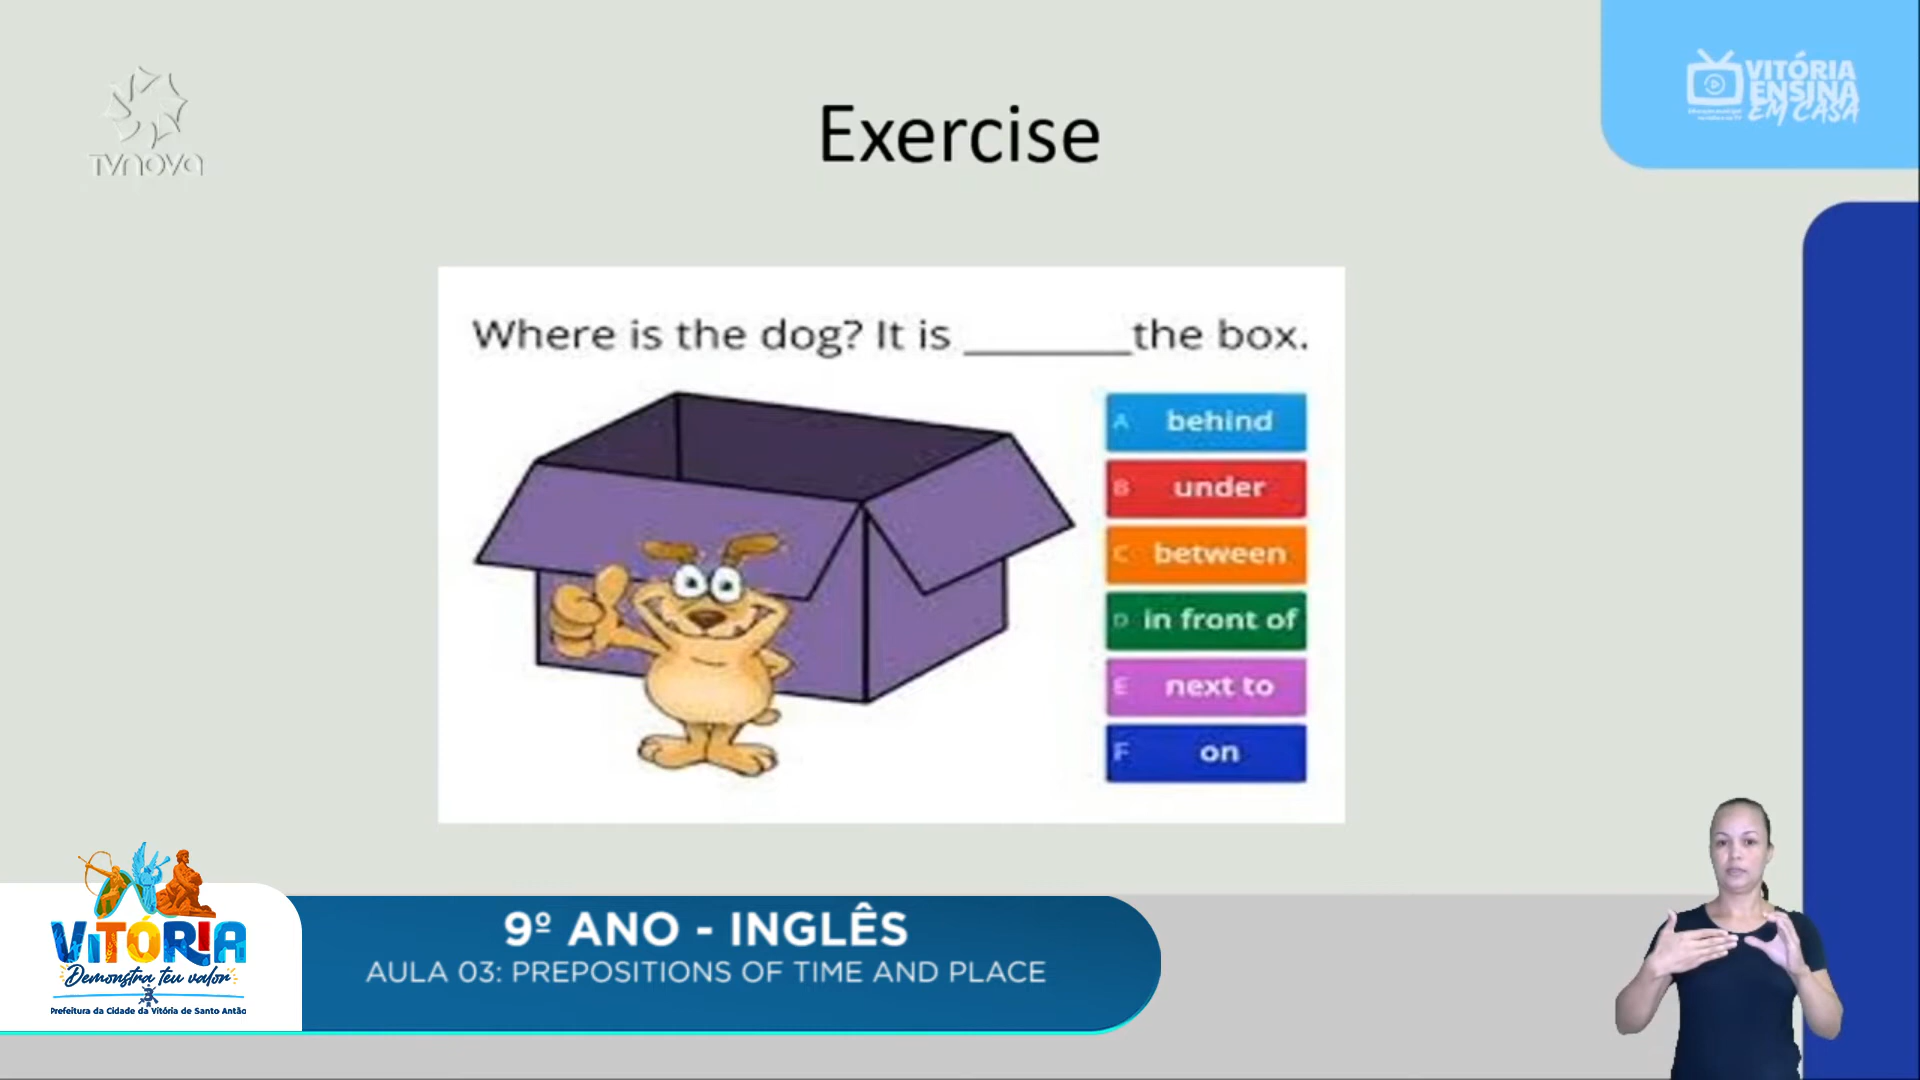 TVNOVA
VITÓRIA
ENSINA
EM CASA
Exercise
Where is the dog? It is ________the box.
A behind
B under
C between
D in front of
E next to
F on
VITÓRIA
Demonstra teu valor
Prefeitura da Cidade da Vitória de Santo Antão
9º ANO - INGLÊS
AULA 03: PREPOSITIONS OF TIME AND PLACE